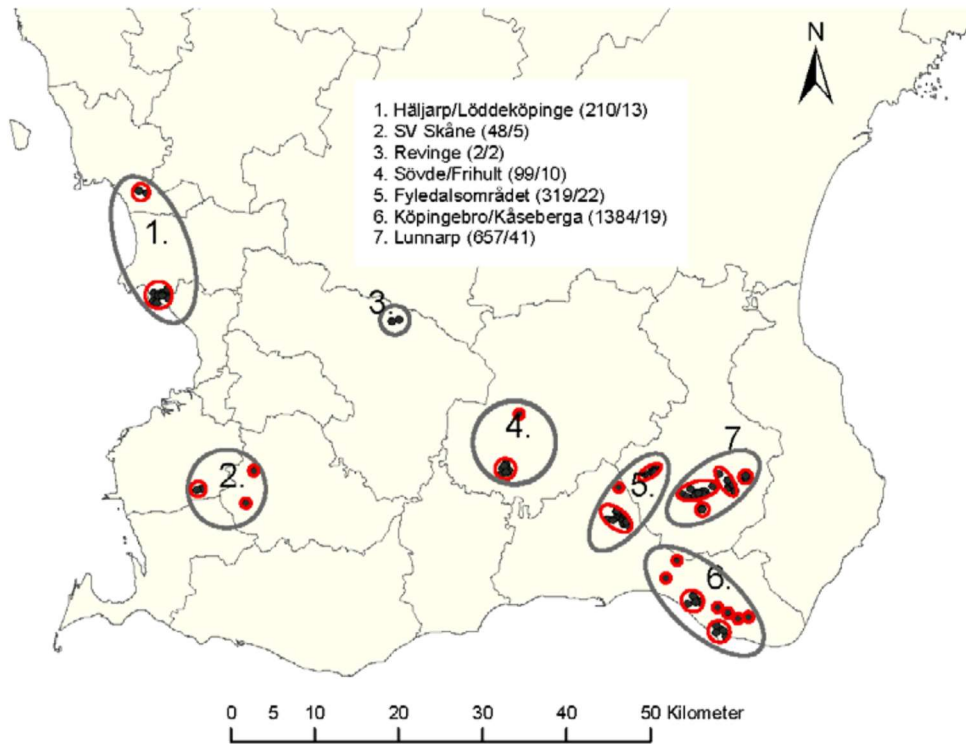 N
1. Häljarp/Löddeköpinge (210/13)
2. SV Skåne (48/5)
3. Revinge (2/2)
4. Sövde/Frihult (99/10)
5. Fyledalsområdet (319/22)
6. Köpingebro/Kåseberga (1384/19)
7. Lunnarp (657/41)
1.
3.
4.
7
2.
5.
6.
0 5 10 20 30 40 50 Kilometer